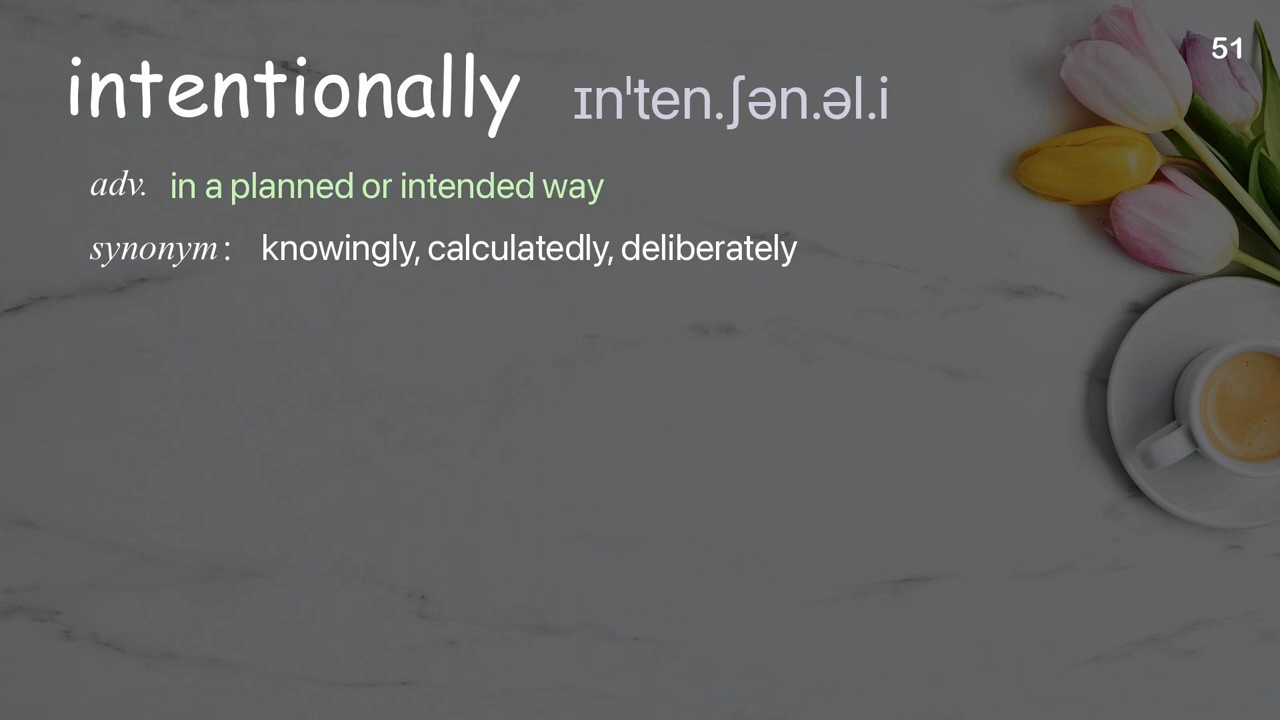 51
intentionally ɪnˈten.ʃən.əl.i
adv. in a planned or intended way
synonym: knowingly, calculatedly, deliberately